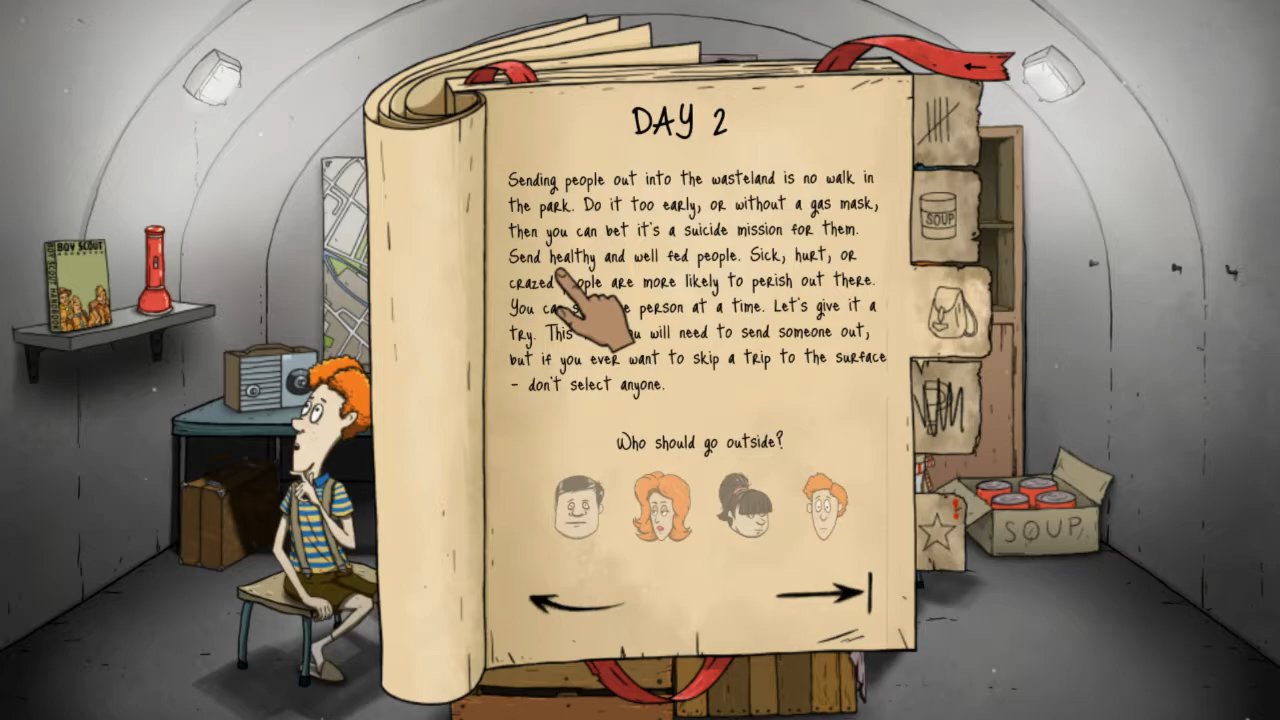 DAY 2
Sending people out into the wasteland is no walk in
the park. Do it too early, or without a gas mask,
then you can bet it's a suicide mission for them.
Send healthy and well fed people. Sick, hurt, or
crazed are more likely to perish out there.
You person at a time. Let's give it a
try. This will need to send someone out,
but if you ever want to skip a trip to the surface
- don't select anyone.
Who should go outside?
BOY SCOUT
SOUP
SOUP